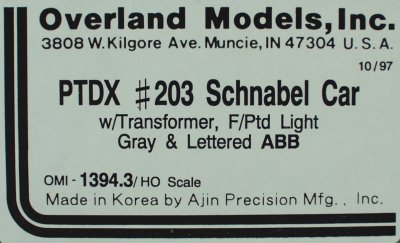 Overland Models, Inc.
3808 W. Kilgore Ave. Muncie, IN 47304 U.S.A.
10/97
PTDX #203 Schnabel Car
w/Transformer, F/Ptd Light
Gray & Lettered ABB
OMI - 1394.3/ HO Scale
Made in Korea by Ajin Precision Mfg., Inc.